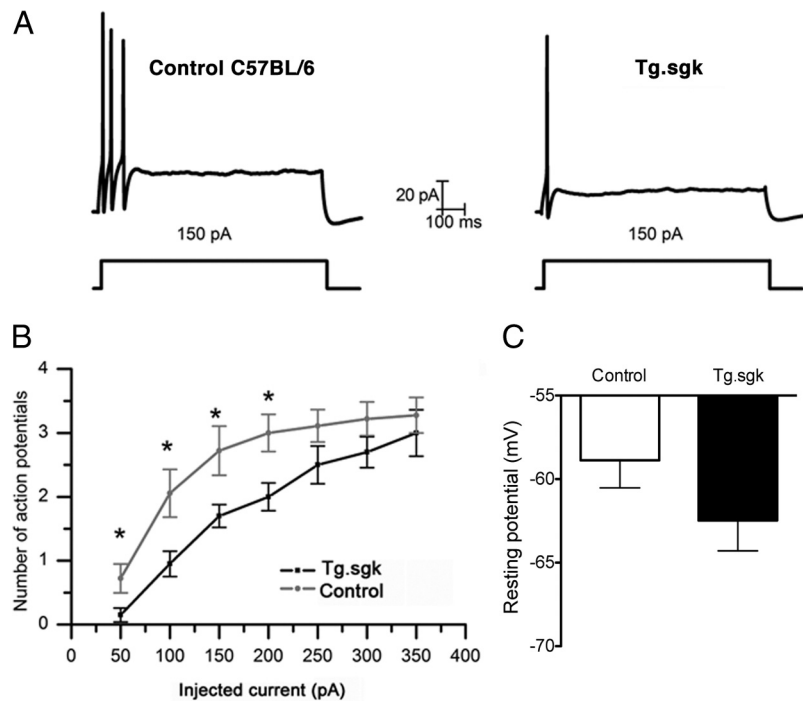 A
Control C57BL/6
Tg.sgk
20 pA
100 ms
150 pA
150 pA
B
Number of action potentials
4
3
2
1
0
*
*
*
*
Tg.sgk
Control
0
50
100
150
200
250
300
350
400
Injected current (pA)
C
Control
Tg.sgk
Resting potential (mV)
-55
-60
-65
-70